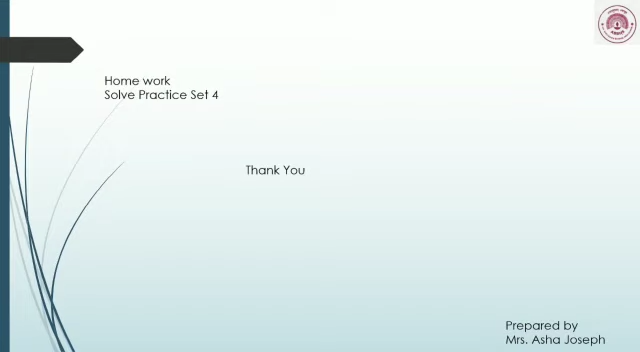 Home work
Solve Practice Set 4
Thank You
Prepared by
Mrs. Asha Joseph